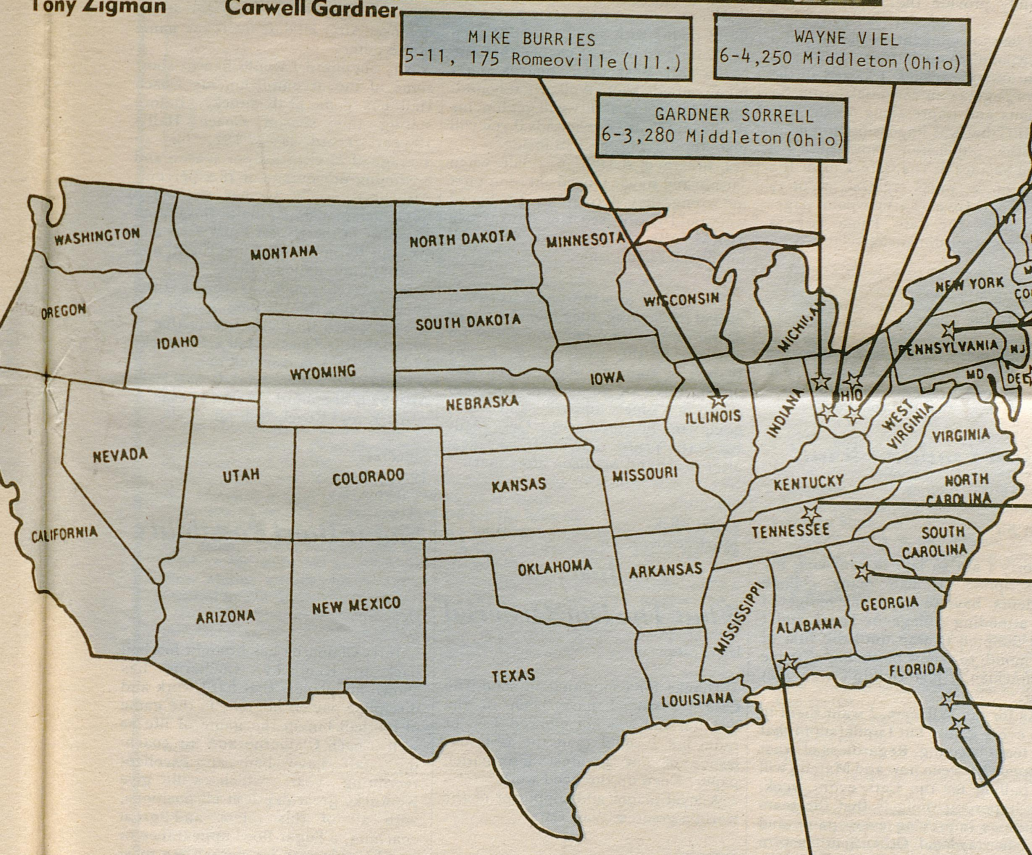 Tony Zigman Carwell Gardner
MIKE BURRIES
5-11, 175 Romeoville(Ill.)
WAYNE VIEL
6-4,250 Middleton(Ohio)
GARDNER SORRELL
6-3,280 Middleton(Ohio)
WASHINGTON
MONTANA
NORTH DAKOTA
MINNESOTA
VT
OREGON
IDAHO
SOUTH DAKOTA
WISCONSIN
MICHIGAN
NEW YORK
WYOMING
NEBRASKA
IOWA
ILLINOIS
INDIANA
OHIO
PENNSYLVANIA
NJ
MD
WEST
VIRGINIA
VIRGINIA
NEVADA
UTAH
COLORADO
KANSAS
MISSOURI
KENTUCKY
NORTH
CAROLINA
CALIFORNIA
TENNESSEE
SOUTH
CAROLINA
ARIZONA
NEW MEXICO
OKLAHOMA
ARKANSAS
MISSISSIPPI
ALABAMA
GEORGIA
TEXAS
LOUISIANA
FLORIDA